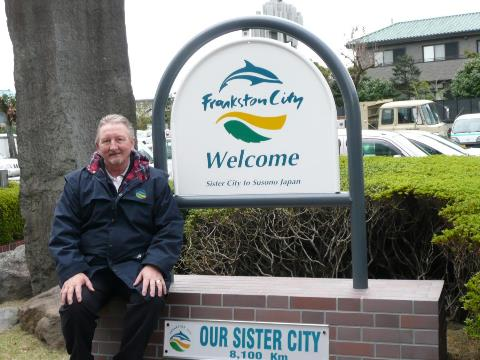 Frankston City
Welcome
Sister City to Susono Japan
OUR SISTER CITY
8,100 Km